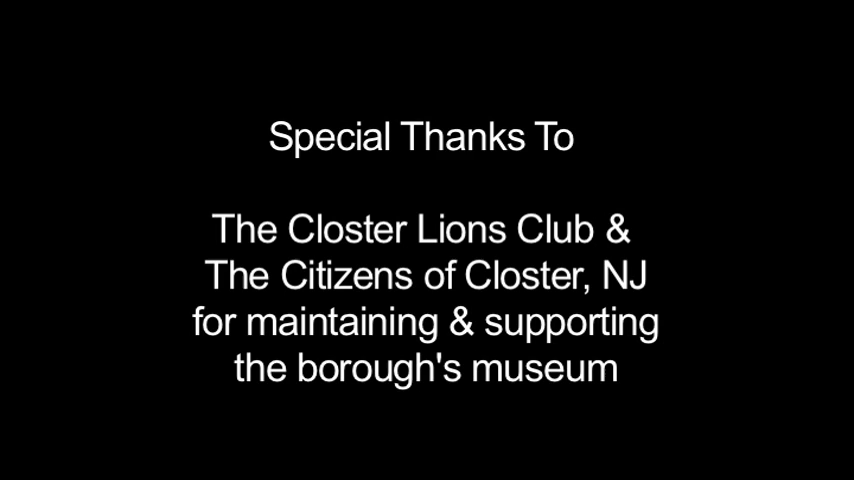 Special Thanks To
The Closter Lions Club &
The Citizens of Closter, NJ
for maintaining & supporting
the borough's museum